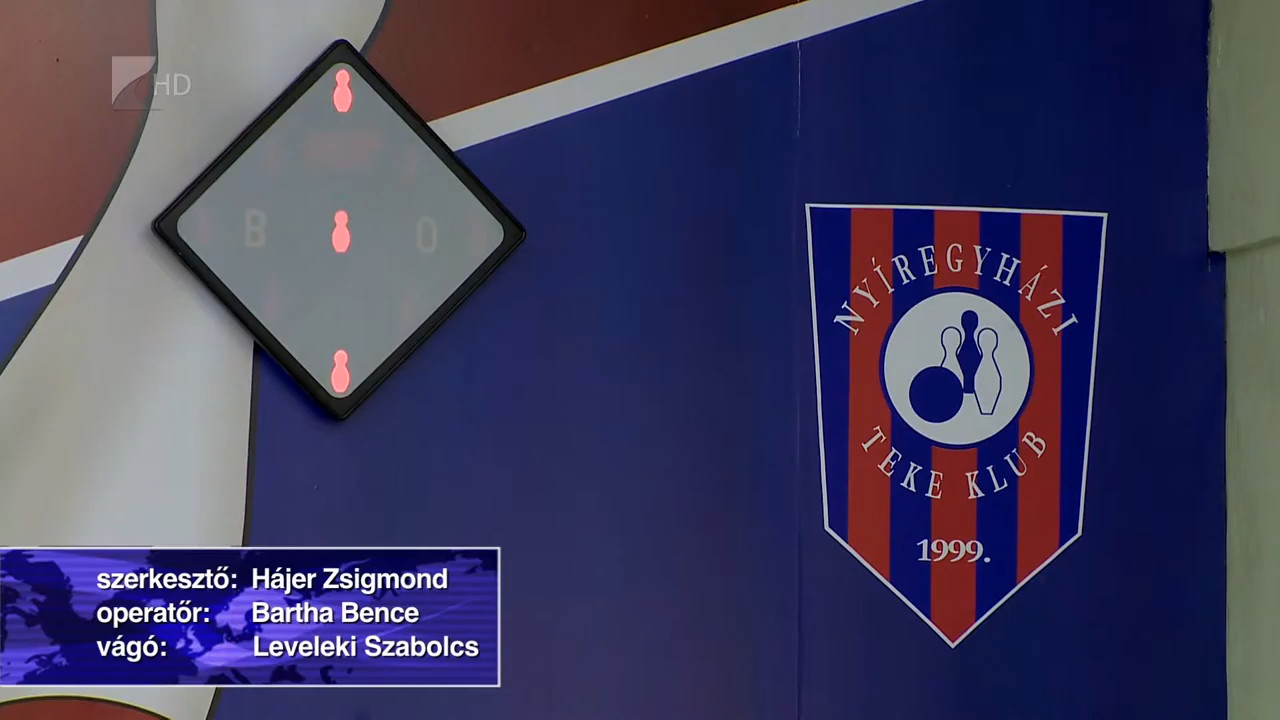 HD
B O
NYÍREGYHÁZI
TEKE KLUB
1999.
szerkesztő: Hájer Zsigmond
operatőr: Bartha Bence
vágó: Leveleki Szabolcs